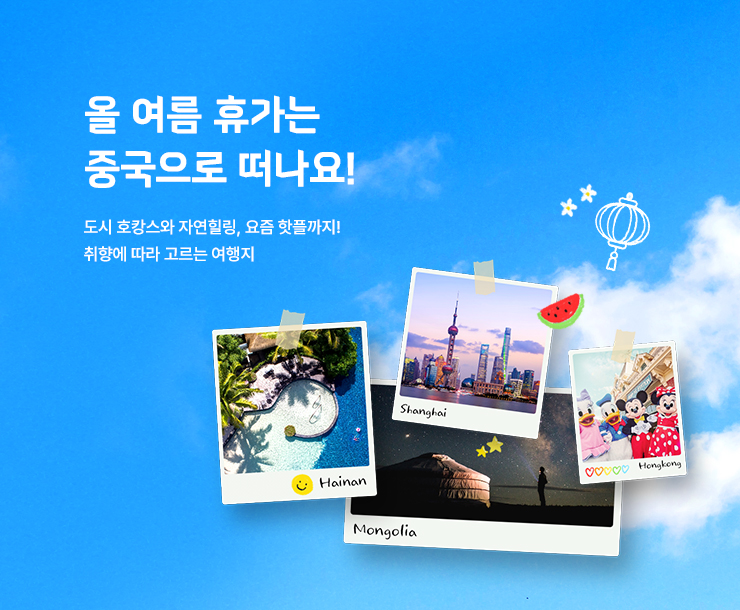 올 여름 휴가는
중국으로 떠나요!
도시 호캉스와 자연힐링, 요즘 핫플까지!
취향에 따라 고르는 여행지
Shanghai
Hongkong
Hainan
Mongolia